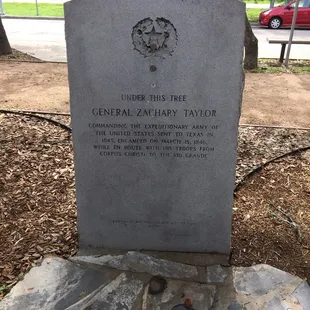 UNDER THIS TREE
GENERAL ZACHARY TAYLOR
COMMANDING THE EXPEDITIONARY ARMY OF
THE UNITED STATES SENT TO TEXAS IN
1845, ENCAMPED ON MARCH 15, 1846,
WHILE EN ROUTE WITH HIS TROOPS FROM
CORPUS CHRISTI TO THE RIO GRANDE